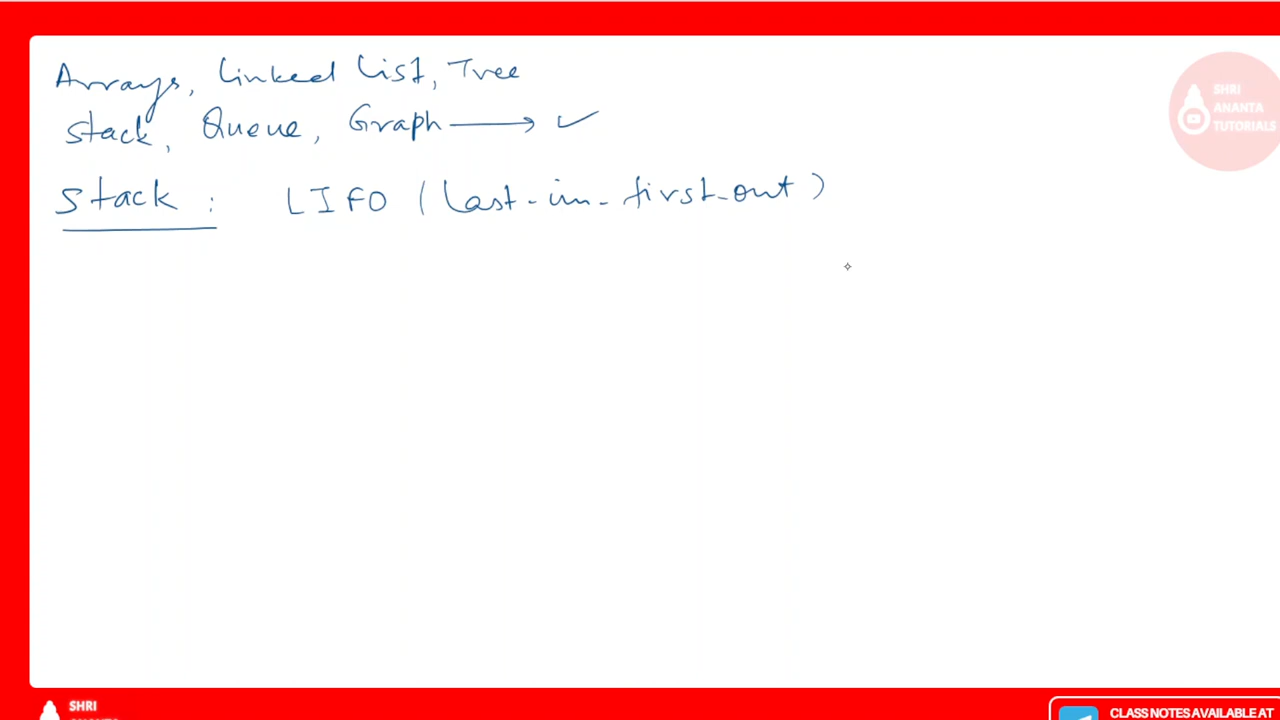 Arrays, Linked List, Tree
Stack, Queue, Graph → ✓
Stack : LIFO (Last-in-first-out)
SHRI
ANANTA
TUTORIALS
SHRI
CLASS NOTES AVAILABLE AT